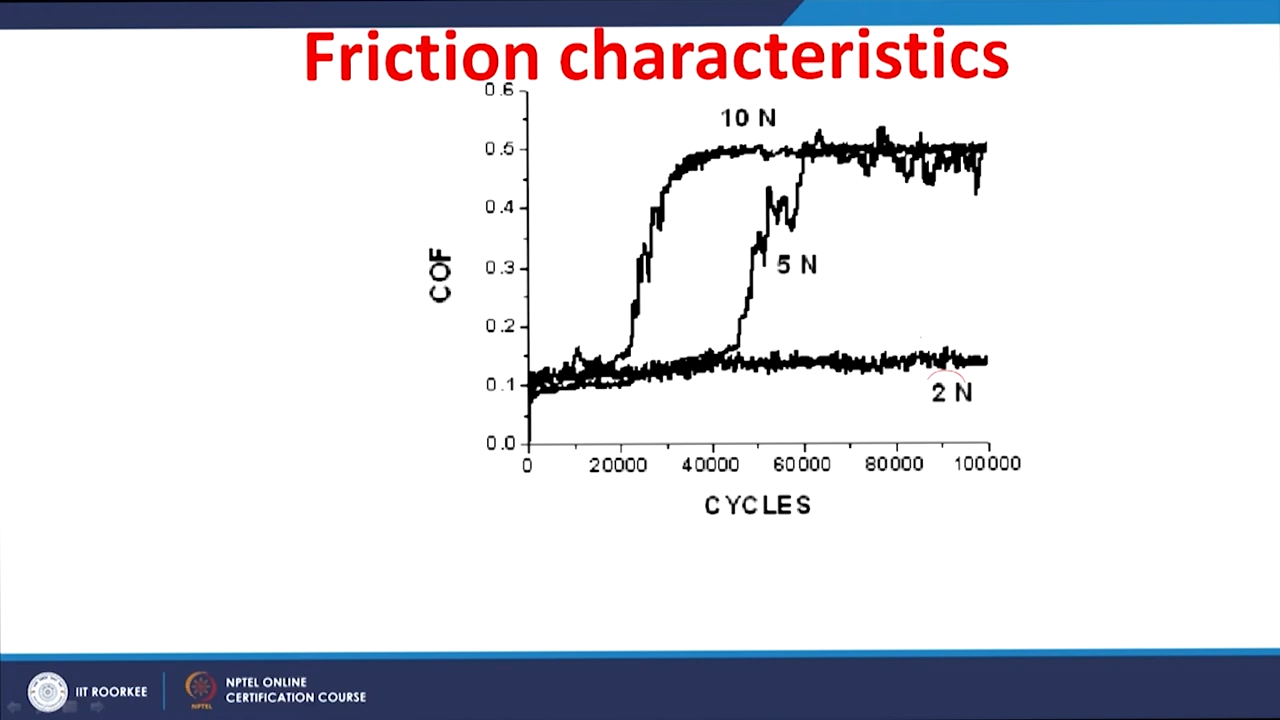 Friction characteristics
0.6
10 N
0.5
0.4
COF
0.3
5 N
0.2
0.1
2 N
0.0
0 20000 40000 60000 80000 100000
CYCLES
IIT ROORKEE
NPTEL
NPTEL ONLINE
CERTIFICATION COURSE